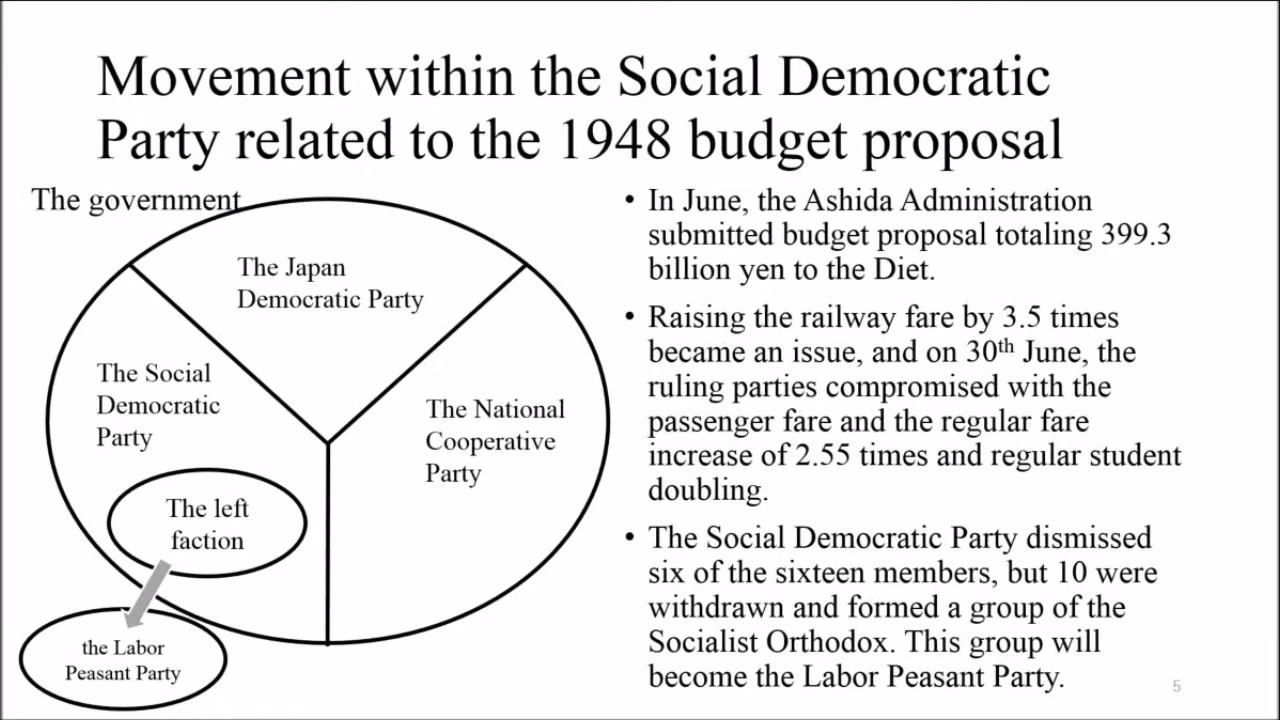 Movement within the Social Democratic
Party related to the 1948 budget proposal
The government
The Japan
Democratic Party
The Social
Democratic
Party
The National
Cooperative
Party
The left
faction
the Labor
Peasant Party
• In June, the Ashida Administration
submitted budget proposal totaling 399.3
billion yen to the Diet.
• Raising the railway fare by 3.5 times
became an issue, and on 30th June, the
ruling parties compromised with the
passenger fare and the regular fare
increase of 2.55 times and regular student
doubling.
• The Social Democratic Party dismissed
six of the sixteen members, but 10 were
withdrawn and formed a group of the
Socialist Orthodox. This group will
become the Labor Peasant Party.
5